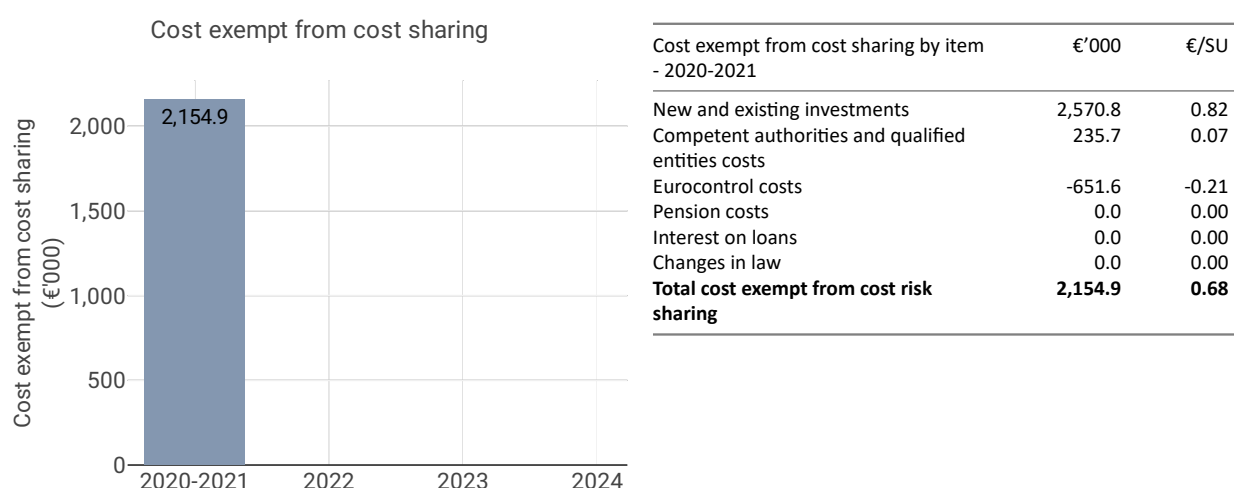 Cost exempt from cost sharing
Cost exempt from cost sharing
(€'000)
2,000
1,500
1,000
500
0
2,154.9
2020-2021 2022 2023 2024
Cost exempt from cost sharing by item €’000 €/SU
- 2020-2021
New and existing investments 2,570.8 0.82
Competent authorities and qualified 235.7 0.07
entities costs
Eurocontrol costs -651.6 -0.21
Pension costs 0.0 0.00
Interest on loans 0.0 0.00
Changes in law 0.0 0.00
Total cost exempt from cost risk 2,154.9 0.68
sharing